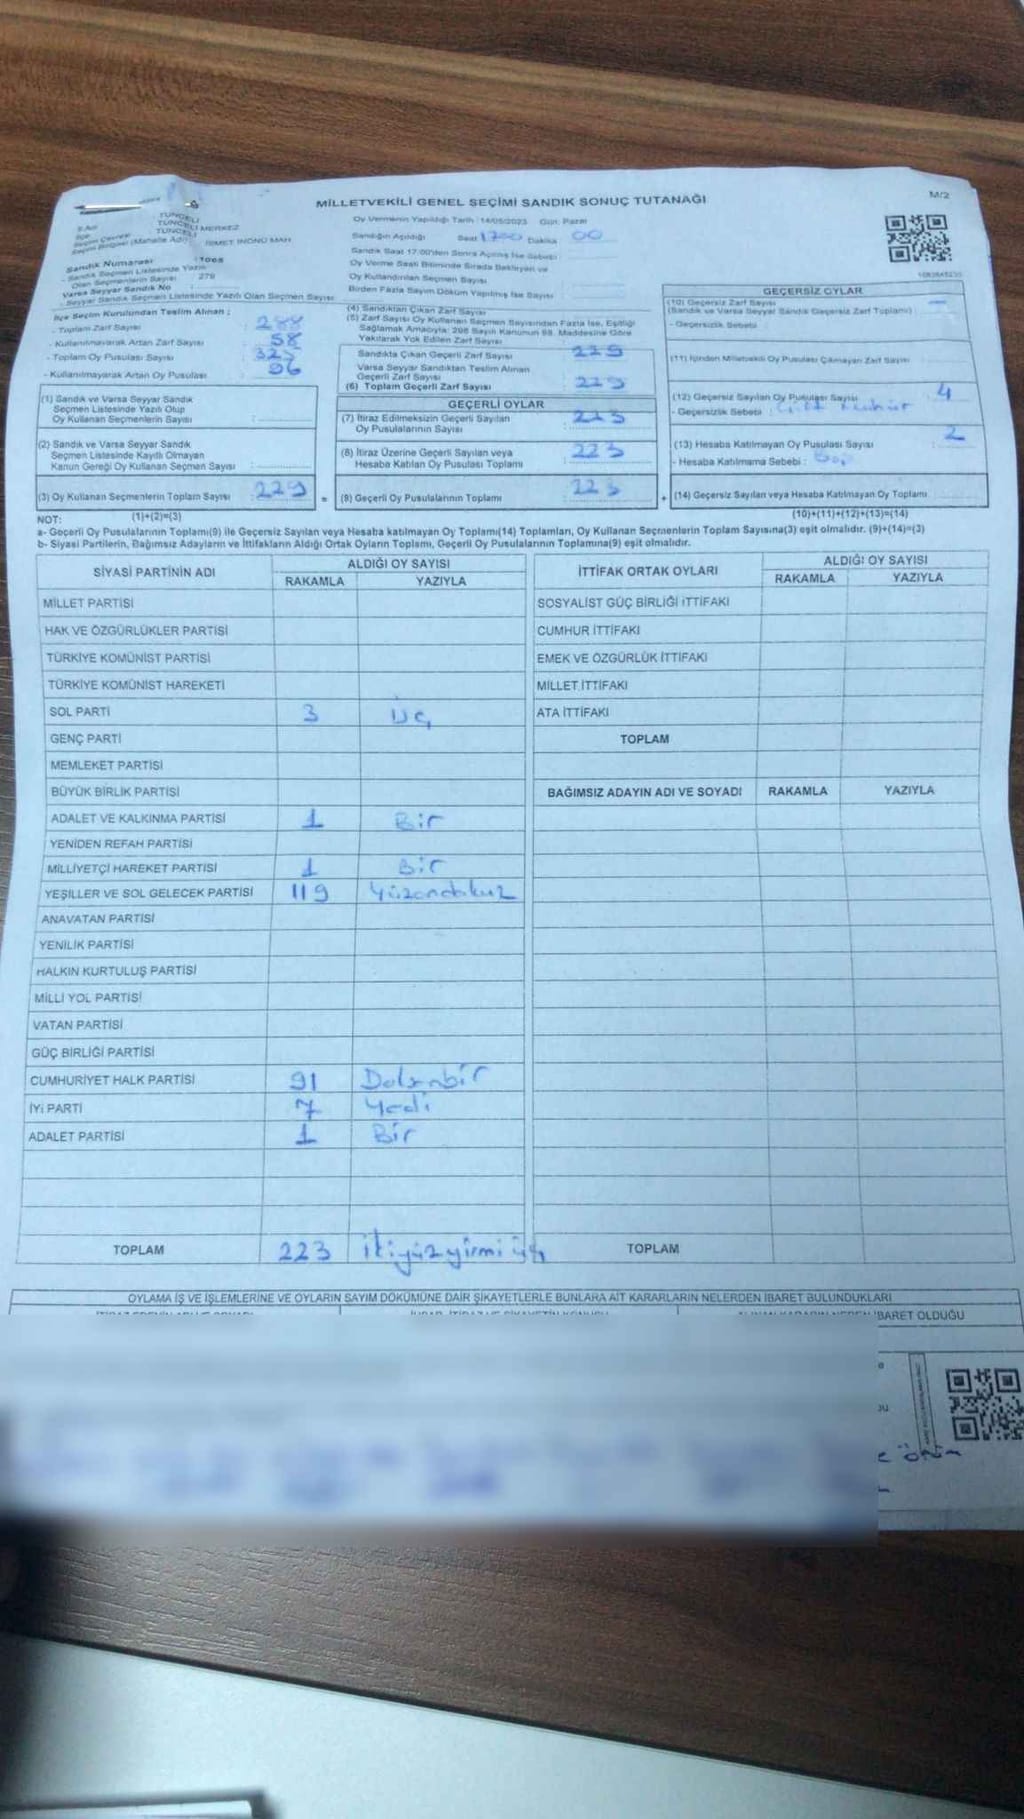 M/2
MİLLETVEKİLİ GENEL SEÇİMİ SANDIK SONUÇ TUTANAĞI
Oy Vermenin Yapıldığı Tarih : 14/05/2023 Gün: Pazar
S.Adı
TUNCELİ
TUNCELİ MERKEZ
TUNCELİ
Seçim Bölgesi (Mahalle Adı) İSMET İNÖNÜ MAH
Sandığın Açıldığı Saat 1700 Dakika 00
Sandık Saat 17.00'den Sonra Açılmış İse Sebebi
Oy Verme Saati Bitiminde Sırada Bekleyen ve
Oy Kullandırılan Seçmen Sayısı
Birden Fazla Sayım Döküm Yapılmış İse Sayısı
Sandık Numarası : 1068
- Sandık Seçmen Listesinde Yazılı
Olan Seçmenlerin Sayısı : 279
Varsa Seyyar Sandık No
- Seyyar Sandık Seçmen Listesinde Yazılı Olan Seçmen Sayısı
İlçe Seçim Kurulundan Teslim Alınan ;
- Toplam Zarf Sayısı 288
- Kullanılmayarak Artan Zarf Sayısı 58
- Toplam Oy Pusulası Sayısı
- Kullanılmayarak Artan Oy Pusulası 96
(1) Sandık ve Varsa Seyyar Sandık
Seçmen Listesinde Yazılı Olup
Oy Kullanan Seçmenlerin Sayısı
(2) Sandık ve Varsa Seyyar Sandık
Seçmen Listesinde Kayıtlı Olmayan
Kanun Gereği Oy Kullanan Seçmen Sayısı
(3) Oy Kullanan Seçmenlerin Toplam Sayısı : 229 =
(4) Sandıktan Çıkan Zarf Sayısı
(5) Zarf Sayısı Oy Kullanan Seçmen Sayısından Fazla İse, Eşitliği
Sağlamak Amacıyla; 298 Sayılı Kanunun 98. Maddesine Göre
Yakılarak Yok Edilen Zarf Sayısı
Sandıkta Çıkan Geçerli Zarf Sayısı : 229
Varsa Seyyar Sandıktan Teslim Alınan
Geçerli Zarf Sayısı
(6) Toplam Geçerli Zarf Sayısı : 229
GEÇERLİ OYLAR
(7) İtiraz Edilmeksizin Geçerli Sayılan
Oy Pusulalarının Sayısı : 223
(8) İtiraz Üzerine Geçerli Sayılan veya
Hesaba Katılan Oy Pusulası Toplamı : 223
(9) Geçerli Oy Pusulalarının Toplamı : 223 +
GEÇERSİZ OYLAR
(10) Geçersiz Zarf Sayısı
(Sandık ve Varsa Seyyar Sandık Geçersiz Zarf Toplamı) : -
- Geçersizlik Sebebi :
(11) İçinden Milletvekili Oy Pusulası Çıkmayan Zarf Sayısı
(12) Geçersiz Sayılan Oy Pusulası Sayısı : 4
- Geçersizlik Sebebi : Çift mühür
(13) Hesaba Katılmayan Oy Pusulası Sayısı : 2
- Hesaba Katılmama Sebebi : Boş
(14) Geçersiz Sayılan veya Hesaba Katılmayan Oy Toplamı
NOT: (1)+(2)=(3) (10)+(11)+(12)+(13)=(14)
a- Geçerli Oy Pusulalarının Toplamı(9) ile Geçersiz Sayılan veya Hesaba katılmayan Oy Toplamı(14) Toplamları, Oy Kullanan Seçmenlerin Toplam Sayısına(3) eşit olmalıdır. (9)+(14)=(3)
b- Siyasi Partilerin, Bağımsız Adayların ve İttifakların Aldığı Ortak Oyların Toplamı, Geçerli Oy Pusulalarının Toplamına(9) eşit olmalıdır.
SİYASİ PARTİNİN ADI ALDIĞI OY SAYISI
RAKAMLA YAZIYLA
MİLLET PARTİSİ
HAK VE ÖZGÜRLÜKLER PARTİSİ
TÜRKİYE KOMÜNİST PARTİSİ
TÜRKİYE KOMÜNİST HAREKETİ
SOL PARTİ 3 üç
GENÇ PARTİ
MEMLEKET PARTİSİ
BÜYÜK BİRLİK PARTİSİ
ADALET VE KALKINMA PARTİSİ 1 Bir
YENİDEN REFAH PARTİSİ
MİLLİYETÇİ HAREKET PARTİSİ 1 Bir
YEŞİLLER VE SOL GELECEK PARTİSİ 119 Yüzondokuz
ANAVATAN PARTİSİ
YENİLİK PARTİSİ
HALKIN KURTULUŞ PARTİSİ
MİLLİ YOL PARTİSİ
VATAN PARTİSİ
GÜÇ BİRLİĞİ PARTİSİ
CUMHURİYET HALK PARTİSİ 91 Doksanbir
İYİ PARTİ 7 Yedi
ADALET PARTİSİ 1 Bir
TOPLAM 223 ikiyüzyirmi üç
İTTİFAK ORTAK OYLARI ALDIĞI OY SAYISI
RAKAMLA YAZIYLA
SOSYALİST GÜÇ BİRLİĞİ İTTİFAKI
CUMHUR İTTİFAKI
EMEK VE ÖZGÜRLÜK İTTİFAKI
MİLLET İTTİFAKI
ATA İTTİFAKI
TOPLAM
BAĞIMSIZ ADAYIN ADI VE SOYADI RAKAMLA YAZIYLA
TOPLAM
OYLAMA İŞ VE İŞLEMLERİNE VE OYLARIN SAYIM DÖKÜMÜNE DAİR ŞİKAYETLERLE BUNLARA AİT KARARLARIN NELERDEN İBARET BULUNDUKLARI
İBARET OLDUĞU